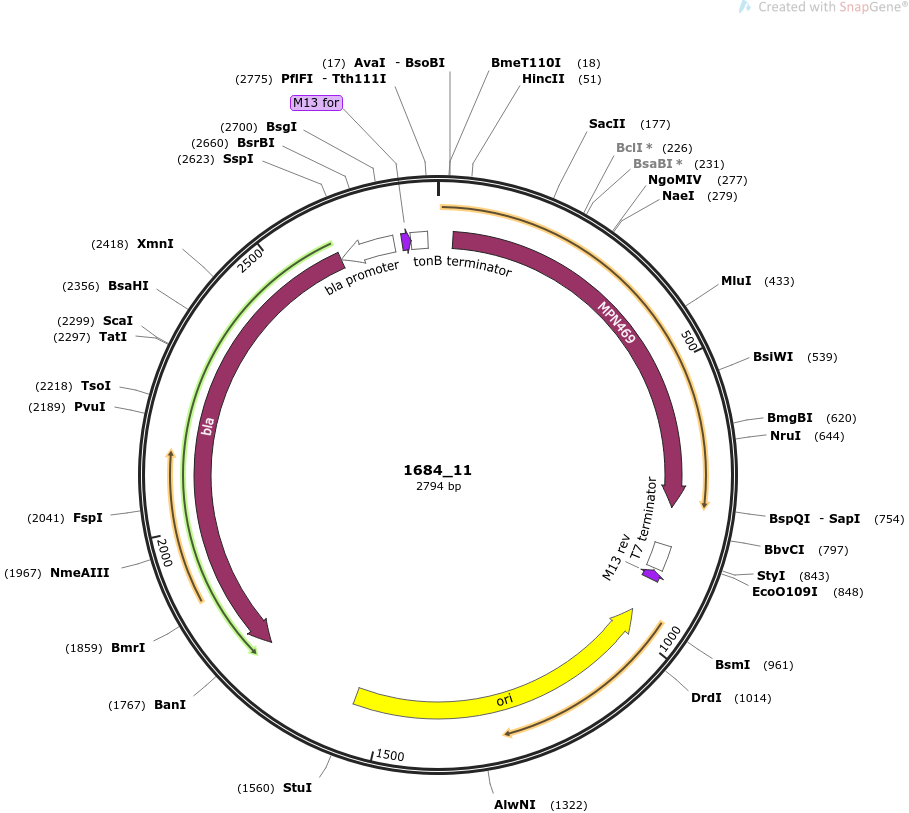 Created with SnapGene®
(17) AvaI - BsoBI
BmeT110I (18)
(2775) PflFI - Tth111I
HincII (51)
M13 for
(2700) BsgI
(2660) BsrBI
(2623) SspI
SacII (177)
BclI * (226)
BsaBI * (231)
NgoMIV (277)
NaeI (279)
(2418) XmnI
2500
bla promoter
tonB terminator
(2356) BsaHI
MluI (433)
MPN469
500
(2299) ScaI
(2297) TatI
BsiWI (539)
(2218) TsoI
(2189) PvuI
bla
BmgBI (620)
NruI (644)
1684_11
2794 bp
(2041) FspI
BspQI - SapI (754)
T7 terminator
M13 rev
2000
BbvCI (797)
(1967) NmeAIII
StyI (843)
EcoO109I (848)
(1859) BmrI
1000
BsmI (961)
(1767) BanI
ori
DrdI (1014)
1500
(1560) StuI
AlwNI (1322)